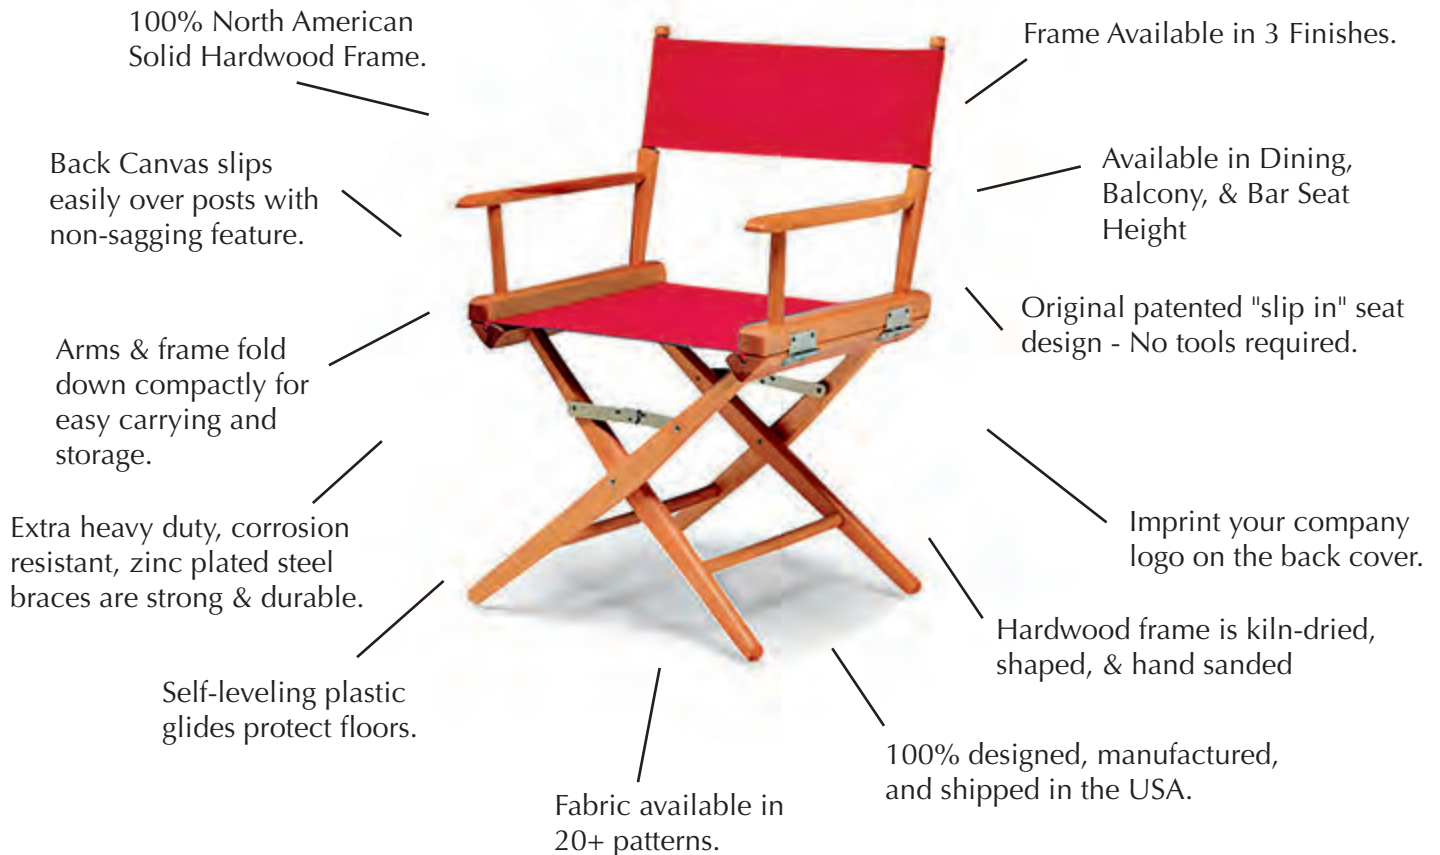 100% North American
Solid Hardwood Frame.
Frame Available in 3 Finishes.
Back Canvas slips
easily over posts with
non-sagging feature.
Available in Dining,
Balcony, & Bar Seat
Height
Arms & frame fold
down compactly for
easy carrying and
storage.
Original patented "slip in" seat
design - No tools required.
Extra heavy duty, corrosion
resistant, zinc plated steel
braces are strong & durable.
Imprint your company
logo on the back cover.
Self-leveling plastic
glides protect floors.
Hardwood frame is kiln-dried,
shaped, & hand sanded
Fabric available in
20+ patterns.
100% designed, manufactured,
and shipped in the USA.